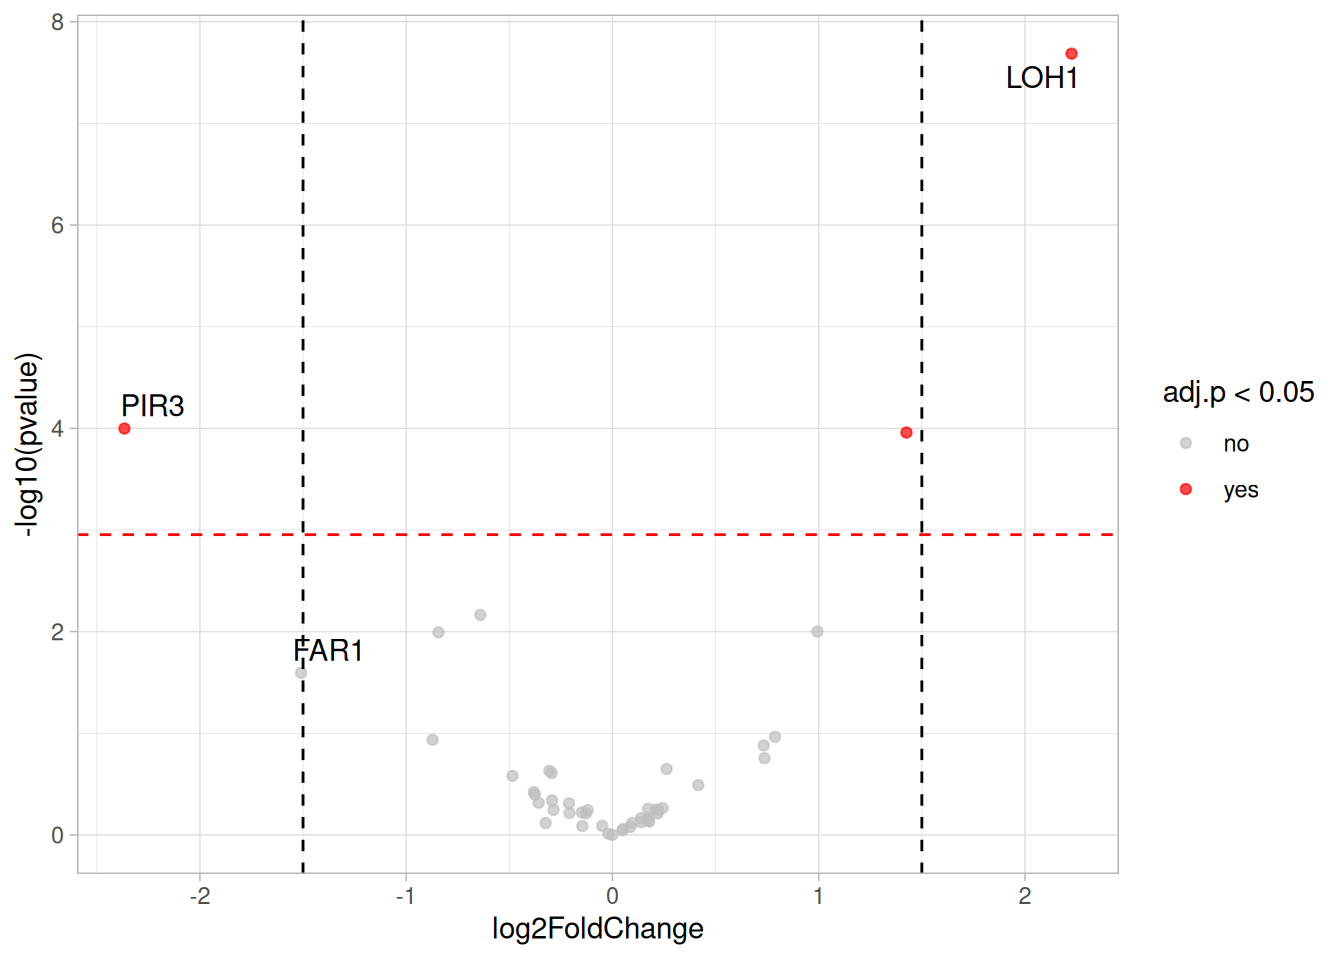 8
LOH1
6
PIR3
4
adj.p < 0.05
no
yes
-log10(pvalue)
2
FAR1
0
-2
-1
0
1
2
log2FoldChange